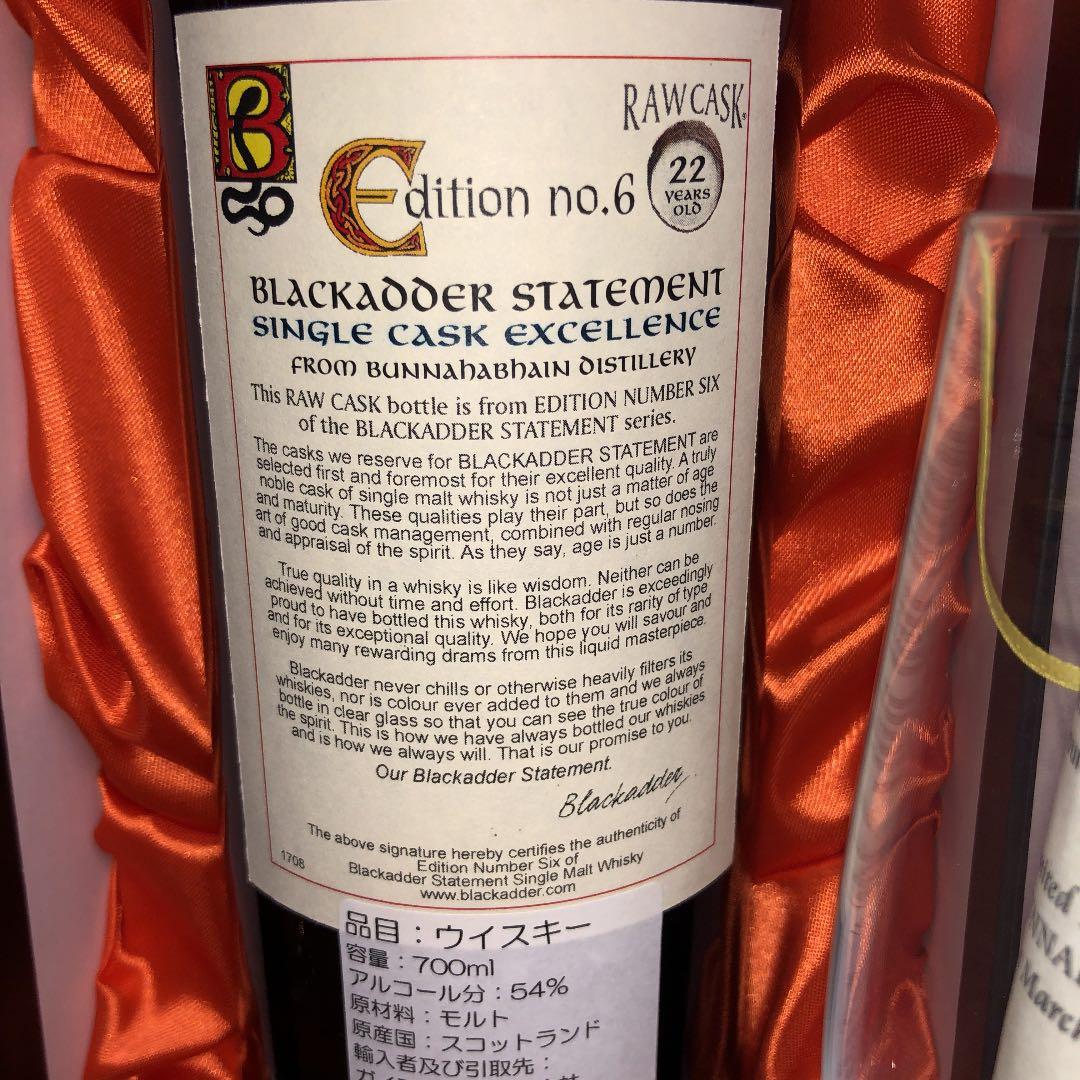 B
RAW CASK
Edition no.6
22
YEARS
OLD
BLACKADDER STATEMENT
SINGLE CASK EXCELLENCE
FROM BUNNAHABHAIN DISTILLERY
This RAW CASK bottle is from EDITION NUMBER SIX
of the BLACKADDER STATEMENT series.
The casks we reserve for BLACKADDER STATEMENT are
selected first and foremost for their excellent quality. A truly
noble cask of single malt whisky is not just a matter of age
and maturity. These qualities play their part, but so does the
art of good cask management, combined with regular nosing
and appraisal of the spirit. As they say, age is just a number.
True quality in a whisky is like wisdom. Neither can be
achieved without time and effort. Blackadder is exceedingly
proud to have bottled this whisky, both for its rarity of type
and for its exceptional quality. We hope you will savour and
enjoy many rewarding drams from this liquid masterpiece.
Blackadder never chills or otherwise heavily filters its
whiskies, nor is colour ever added to them and we always
bottle in clear glass so that you can see the true colour of
the spirit. This is how we have always bottled our whiskies
and is how we always will. That is our promise to you.
Our Blackadder Statement.
Blackadder
The above signature hereby certifies the authenticity of
Edition Number Six of
Blackadder Statement Single Malt Whisky
www.blackadder.com
1708
品目：ウイスキー
容量：700ml
アルコール分：54%
原材料：モルト
原産国：スコットランド
輸入者及び引取先：
March